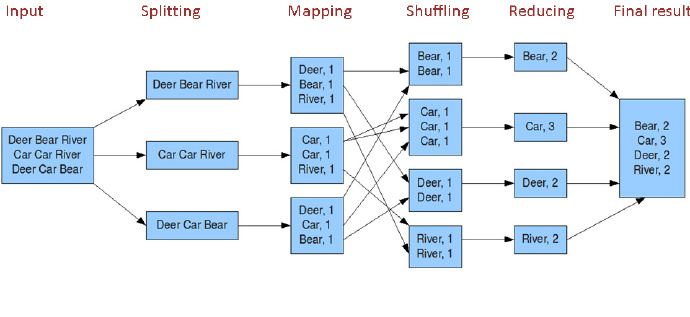 Input
Splitting
Mapping
Shuffling
Reducing
Final result
Deer Bear River
Car Car River
Deer Car Bear
Deer Bear River
Car Car River
Deer Car Bear
Deer, 1
Bear, 1
River, 1
Car, 1
Car, 1
River, 1
Deer, 1
Car, 1
Bear, 1
Bear, 1
Bear, 1
Car, 1
Car, 1
Car, 1
Deer, 1
Deer, 1
River, 1
River, 1
Bear, 2
Car, 3
Deer, 2
River, 2
Bear, 2
Car, 3
Deer, 2
River, 2